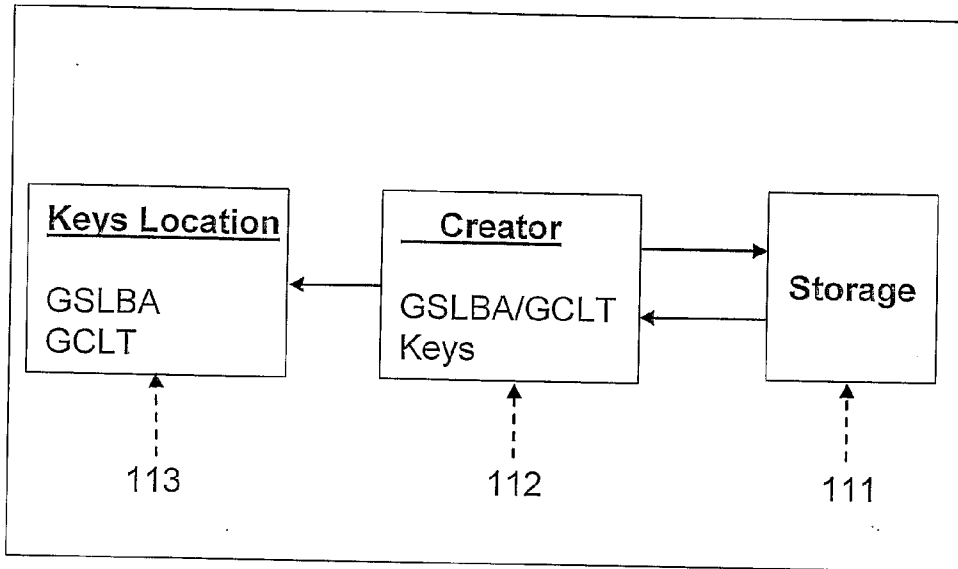 Keys Location
GSLBA
GCLT
Creator
GSLBA/GCLT
Keys
Storage
113
112
111